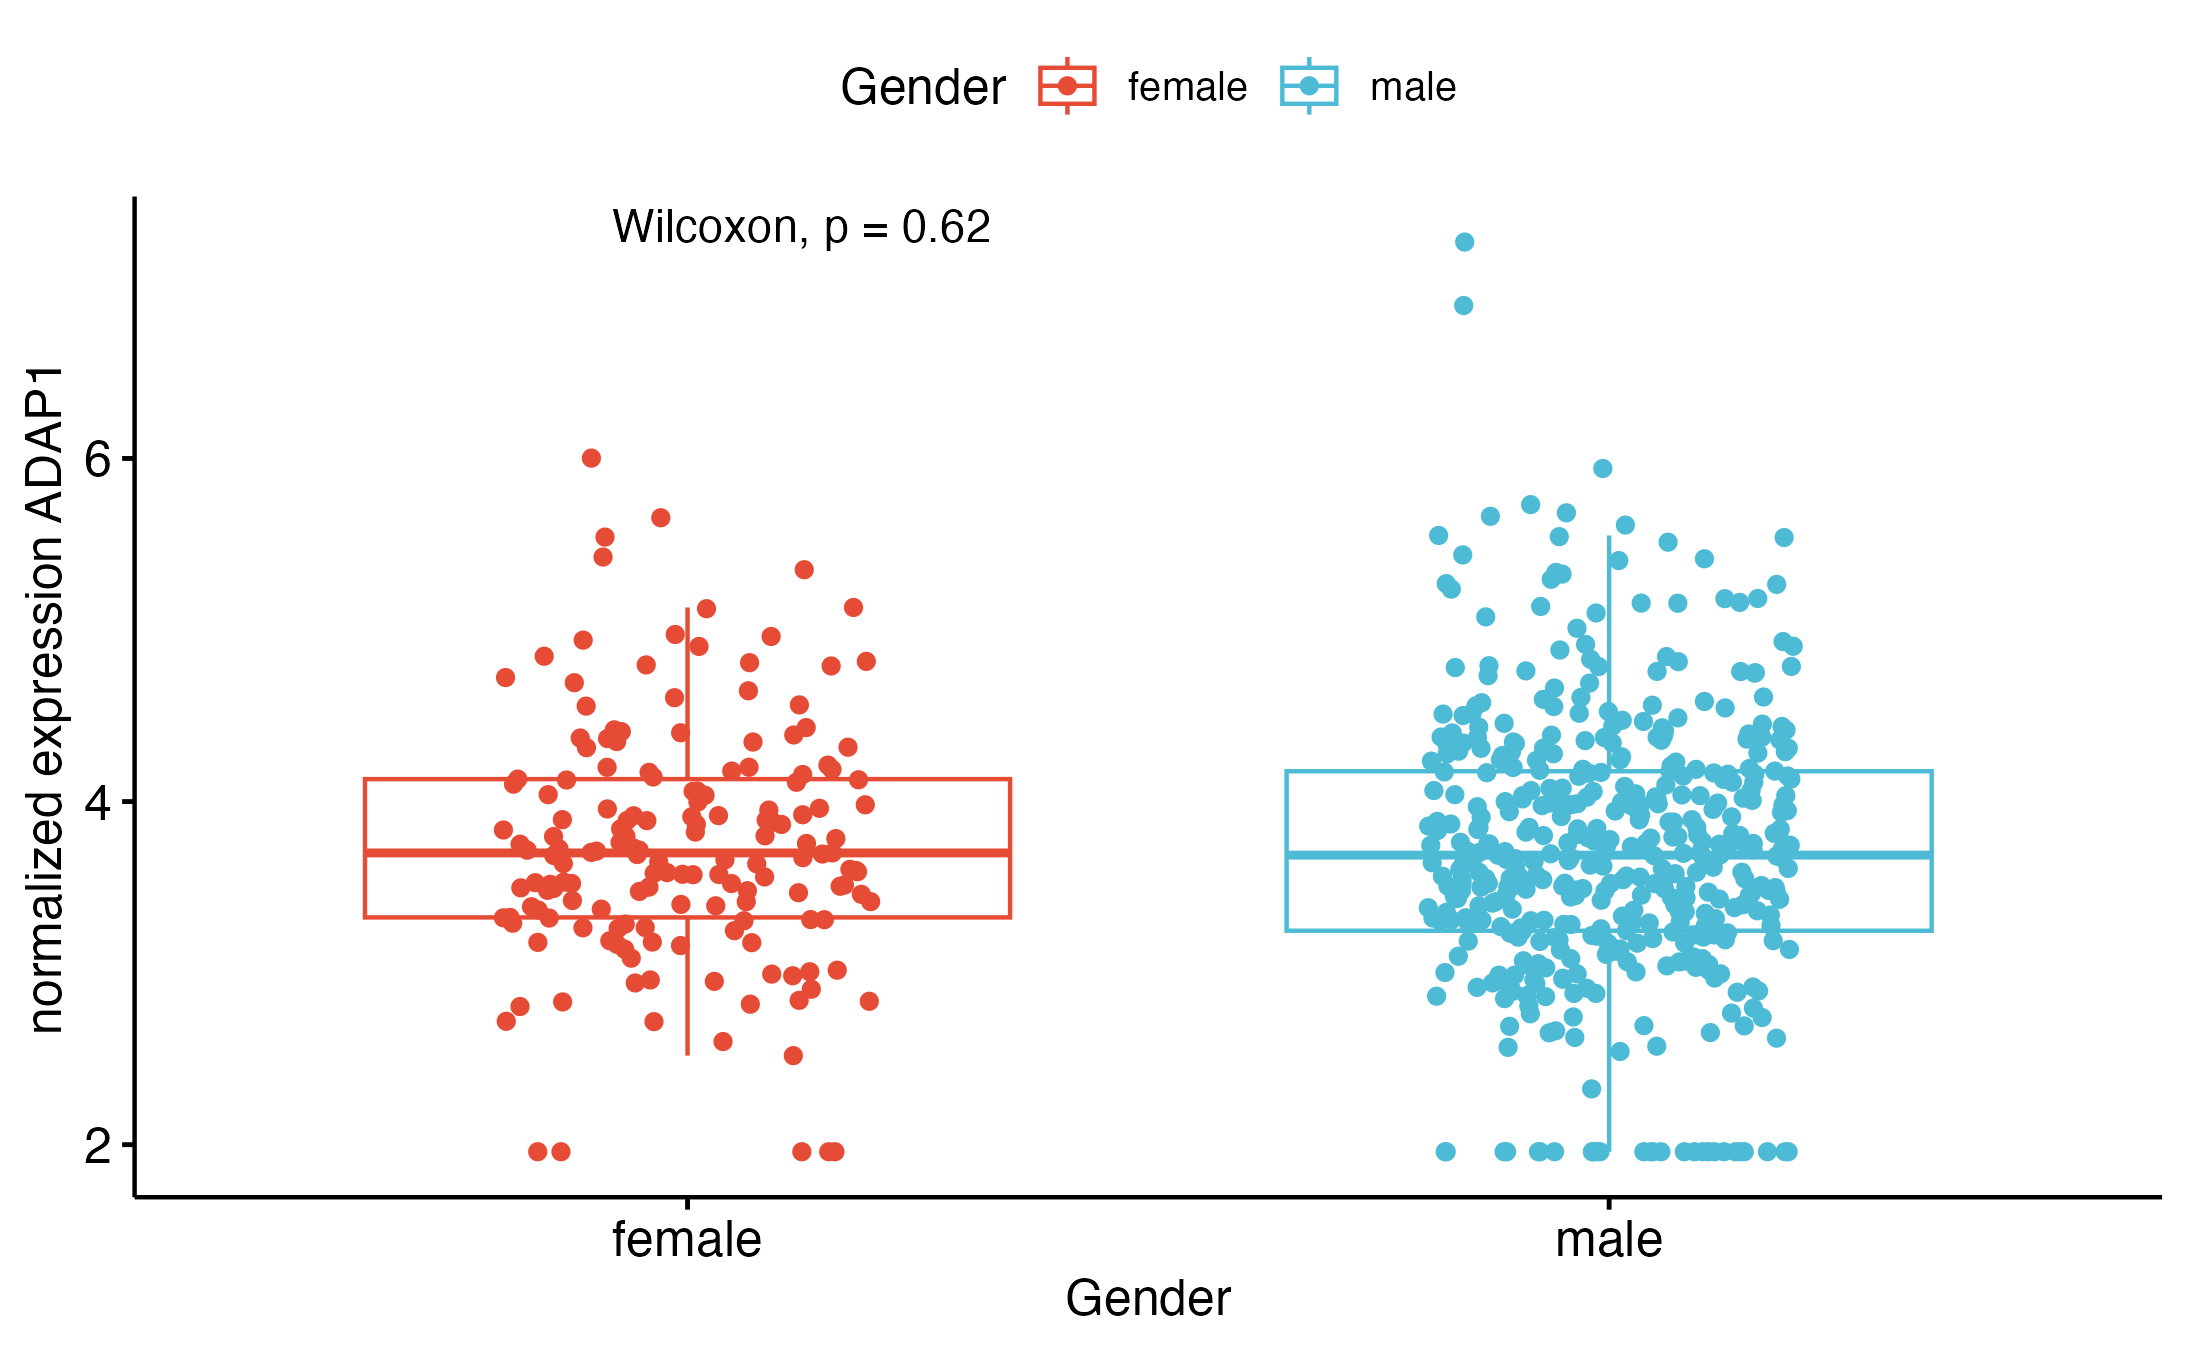 Gender female male
Wilcoxon, p = 0.62
normalized expression ADAP1
6
4
2
female male
Gender